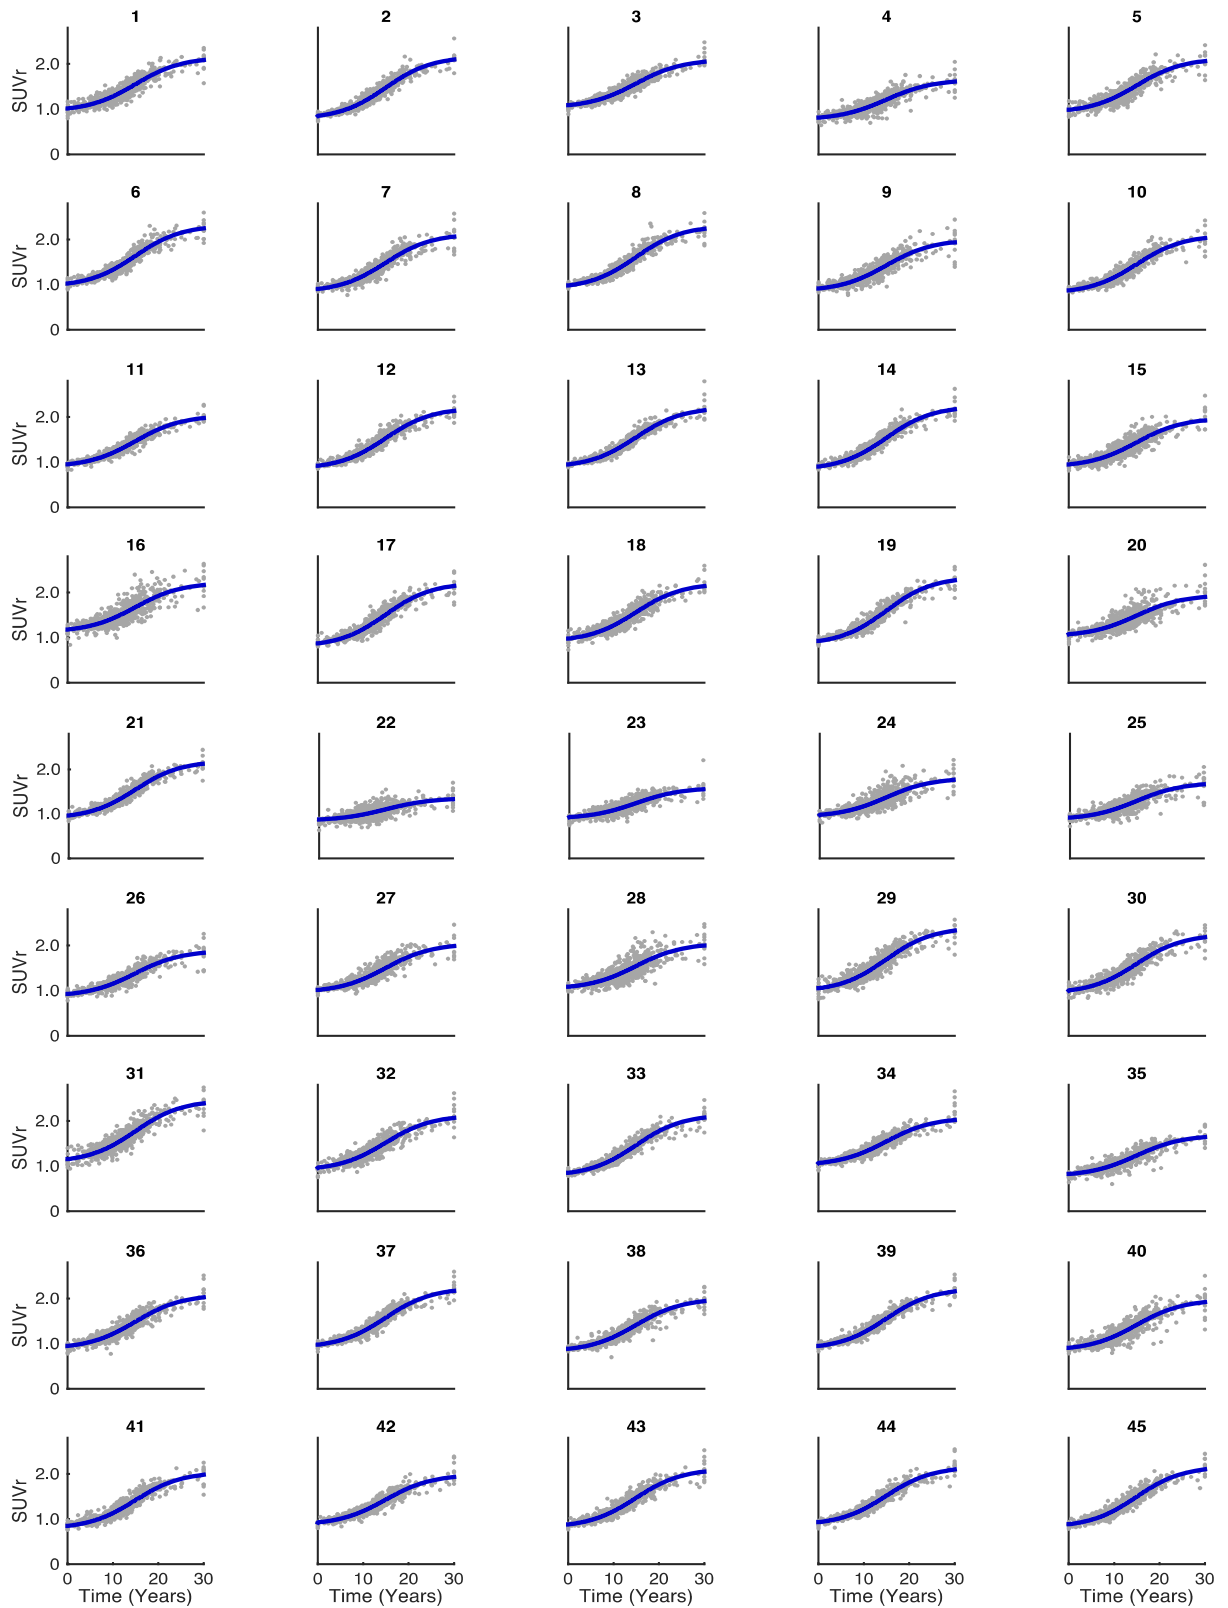 1 2 3 4 5
SUVr 2.0 1.0 0
6 7 8 9 10
SUVr 2.0 1.0 0
11 12 13 14 15
SUVr 2.0 1.0 0
16 17 18 19 20
SUVr 2.0 1.0 0
21 22 23 24 25
SUVr 2.0 1.0 0
26 27 28 29 30
SUVr 2.0 1.0 0
31 32 33 34 35
SUVr 2.0 1.0 0
36 37 38 39 40
SUVr 2.0 1.0 0
41 42 43 44 45
SUVr 2.0 1.0 0
0 10 20 30 0 10 20 30 0 10 20 30 0 10 20 30 0 10 20 30
Time (Years) Time (Years) Time (Years) Time (Years) Time (Years)